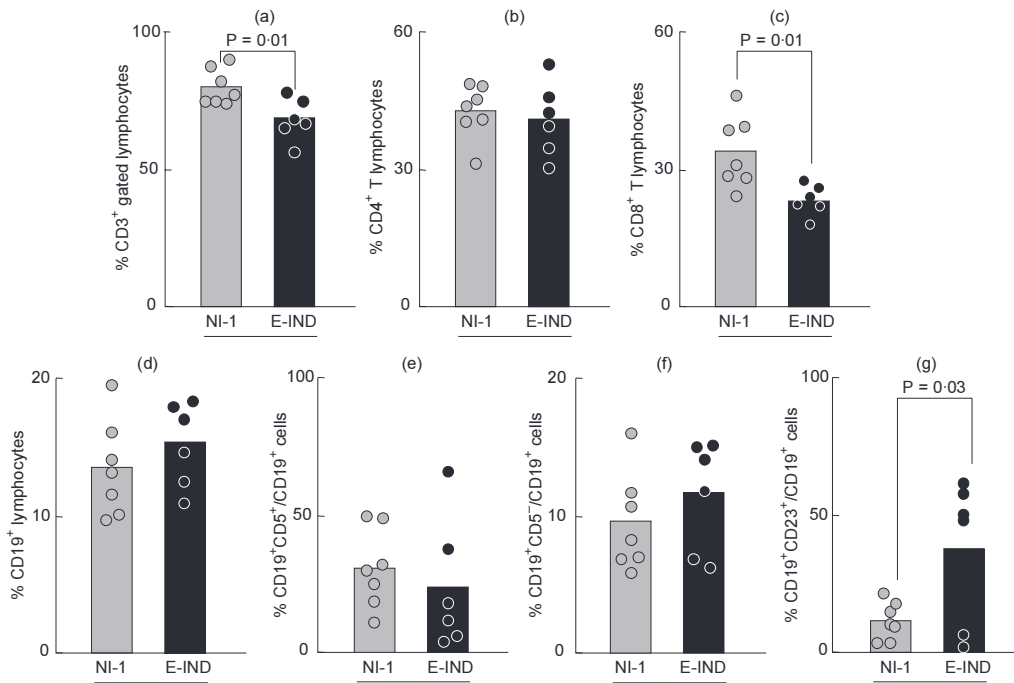 (a)
P = 0·01
% CD3+ gated lymphocytes
100
50
0
NI-1 E-IND
(b)
% CD4+ T lymphocytes
60
30
0
NI-1 E-IND
(c)
P = 0·01
% CD8+ T lymphocytes
60
30
0
NI-1 E-IND
(d)
% CD19+ lymphocytes
20
10
0
NI-1 E-IND
(e)
% CD19+CD5+/CD19+ cells
100
50
0
NI-1 E-IND
(f)
% CD19+CD5−/CD19+ cells
20
10
0
NI-1 E-IND
(g)
P = 0·03
% CD19+CD23+/CD19+ cells
100
50
0
NI-1 E-IND